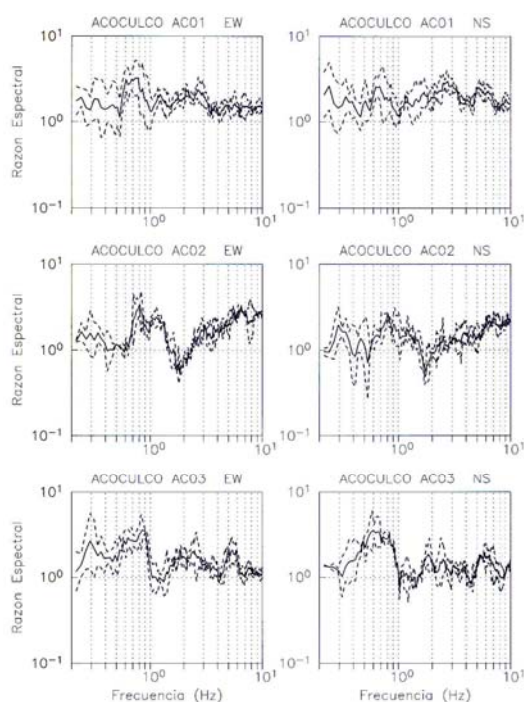 ACOCULCO AC01 EW
ACOCULCO AC01 NS
Razon Espectral
10¹
10⁰
10⁻¹
10⁰
10¹
10¹
10⁰
10⁻¹
10⁰
10¹
ACOCULCO AC02 EW
ACOCULCO AC02 NS
Razon Espectral
10¹
10⁰
10⁻¹
10⁰
10¹
10¹
10⁰
10⁻¹
10⁰
10¹
ACOCULCO AC03 EW
ACOCULCO AC03 NS
Razon Espectral
10¹
10⁰
10⁻¹
10⁰
10¹
10¹
10⁰
10⁻¹
10⁰
10¹
Frecuencia (Hz)
Frecuencia (Hz)